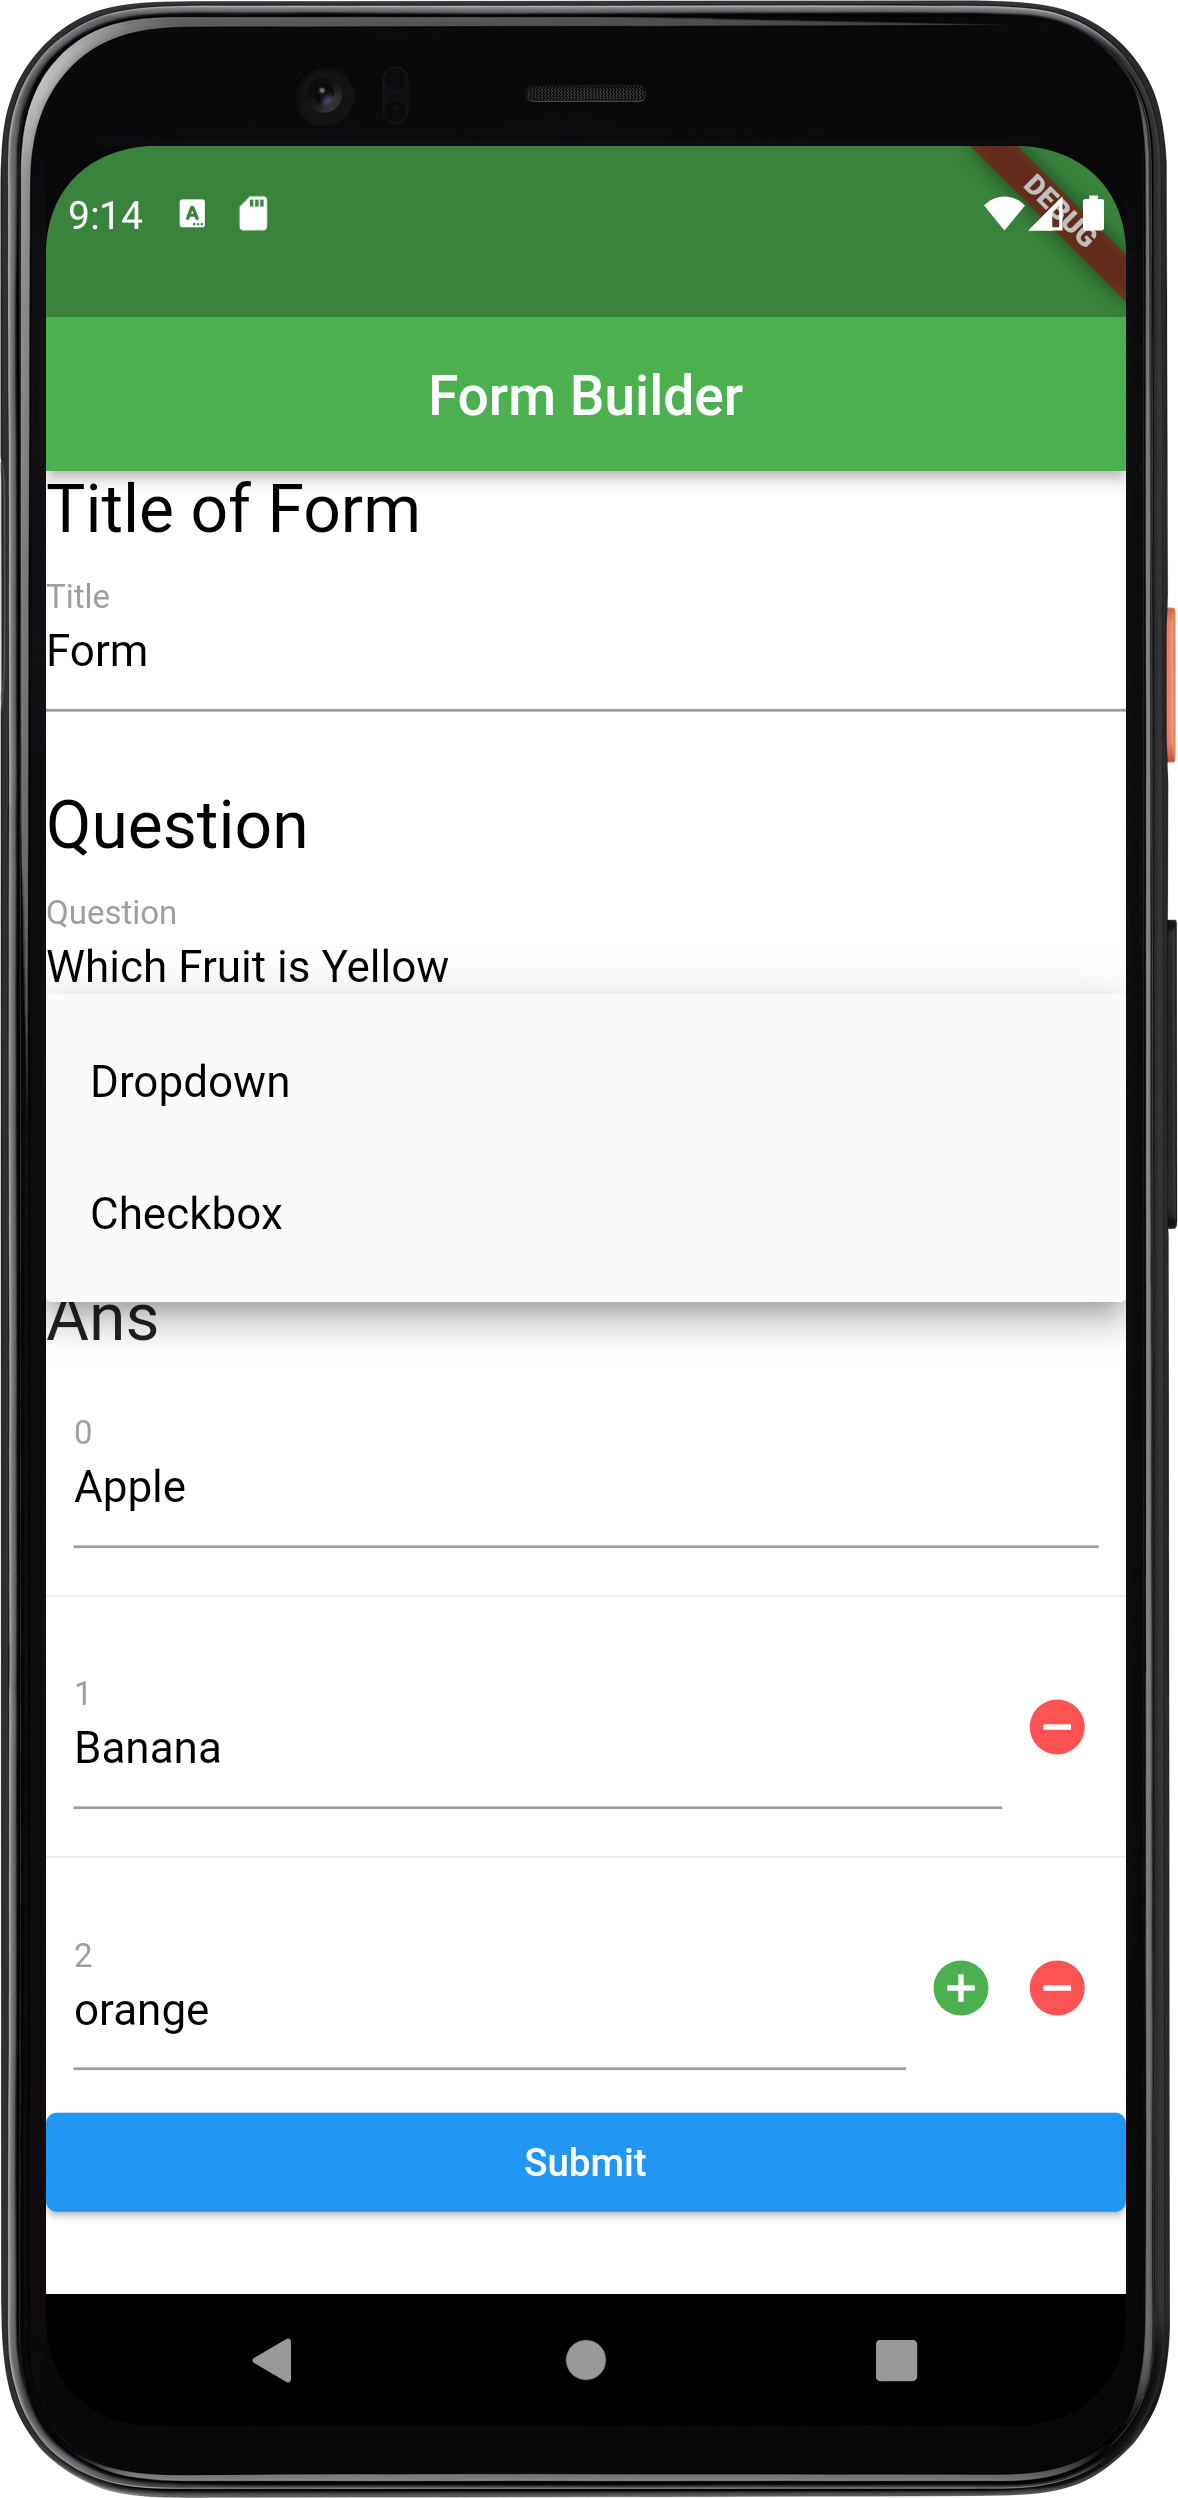 9:14
DEBUG
Form Builder
Title of Form
Title
Form
Question
Question
Which Fruit is Yellow
Dropdown
Checkbox
Ans
0
Apple
1
Banana
2
orange
Submit